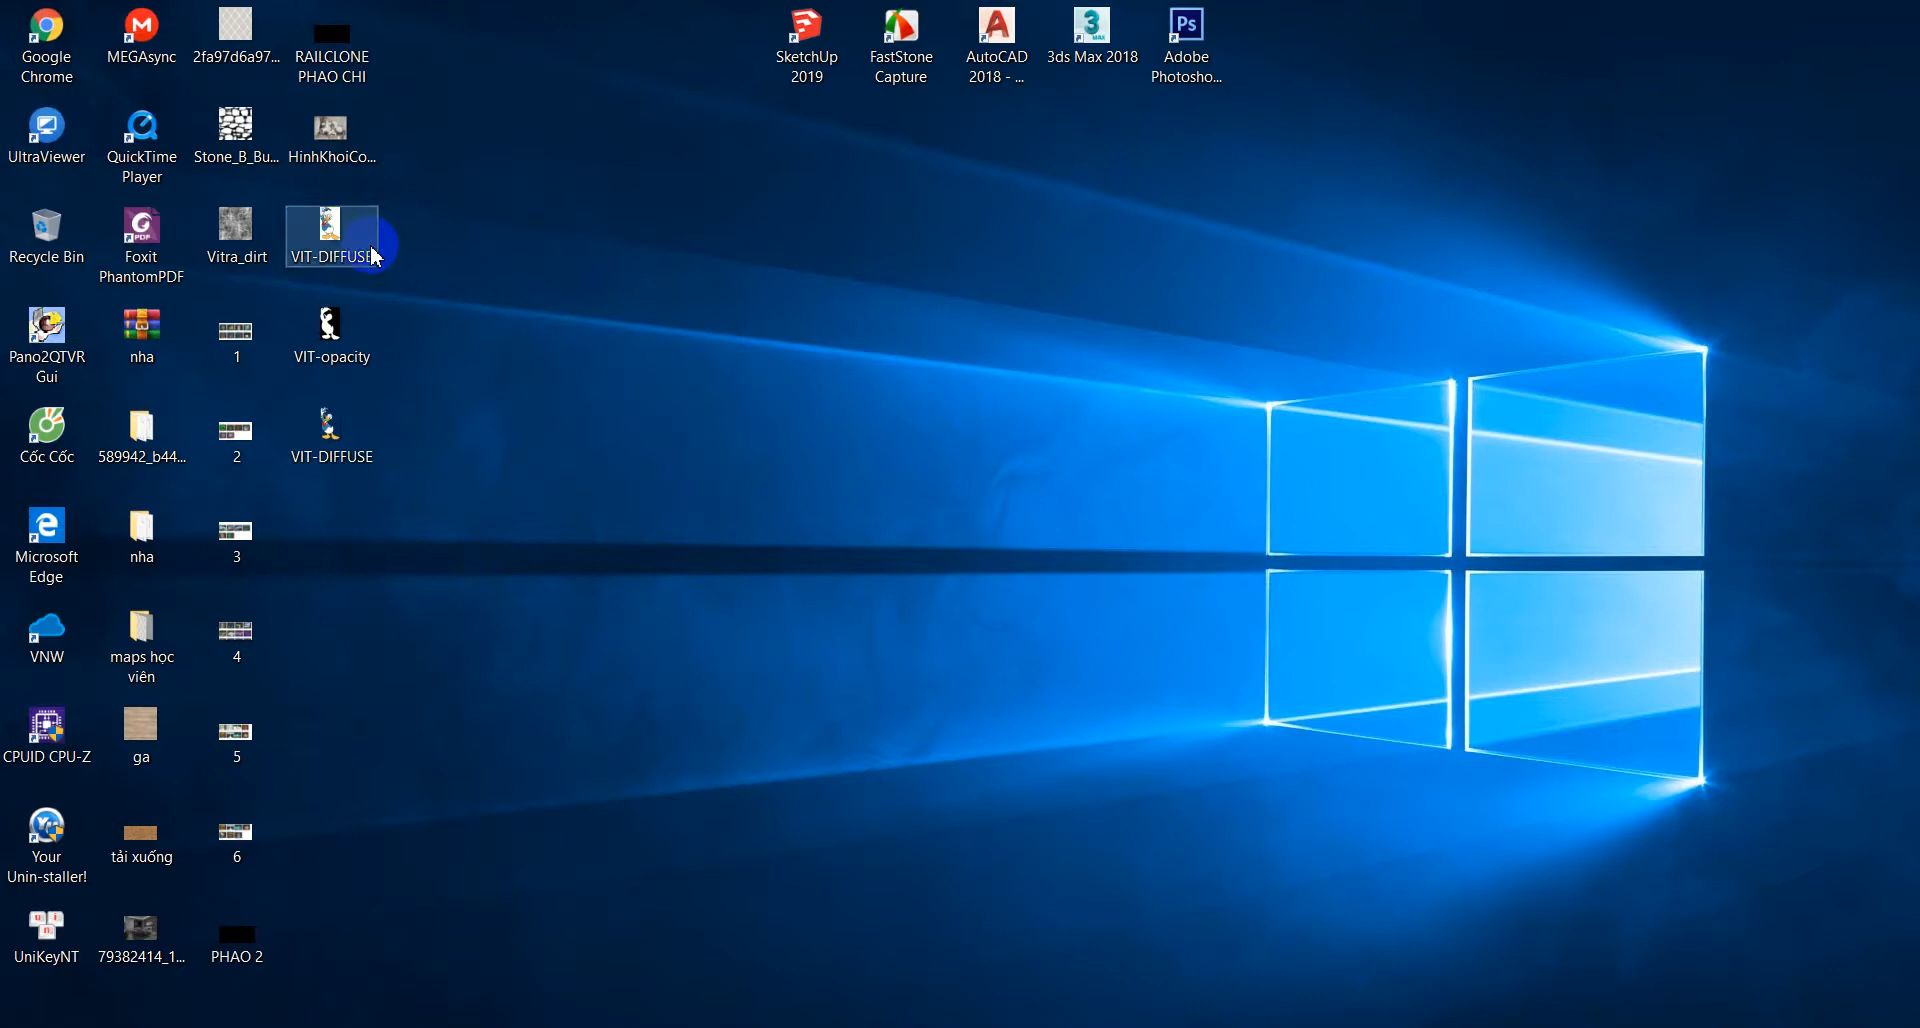 Google
Chrome
MEGAsync
2fa97d6a97...
RAILCLONE
PHAO CHI
SketchUp
2019
FastStone
Capture
AutoCAD
2018 - ...
3ds Max 2018
Adobe
Photosho...
UltraViewer
QuickTime
Player
Stone_B_Bu...
HinhKhoiCo...
Recycle Bin
Foxit
PhantomPDF
Vitra_dirt
VIT-DIFFUSE
Pano2QTVR
Gui
nha
1
VIT-opacity
Cốc Cốc
589942_b44...
2
VIT-DIFFUSE
Microsoft
Edge
nha
3
VNW
maps học
viên
4
CPUID CPU-Z
ga
5
Your
Unin-staller!
tải xuống
6
UniKeyNT
79382414_1...
PHAO 2